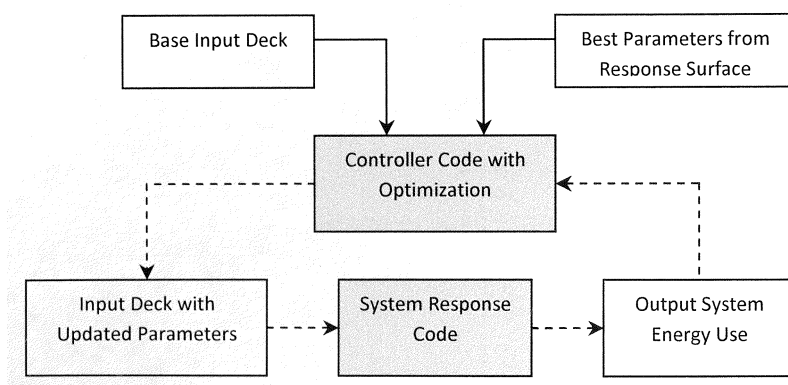 Base Input Deck
Best Parameters from
Response Surface
Controller Code with
Optimization
Input Deck with
Updated Parameters
System Response
Code
Output System
Energy Use